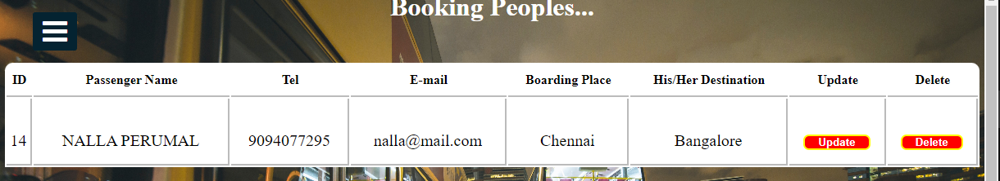 Booking Peoples...
ID Passenger Name Tel E-mail Boarding Place His/Her Destination Update Delete
14 NALLA PERUMAL 9094077295 nalla@mail.com Chennai Bangalore Update Delete